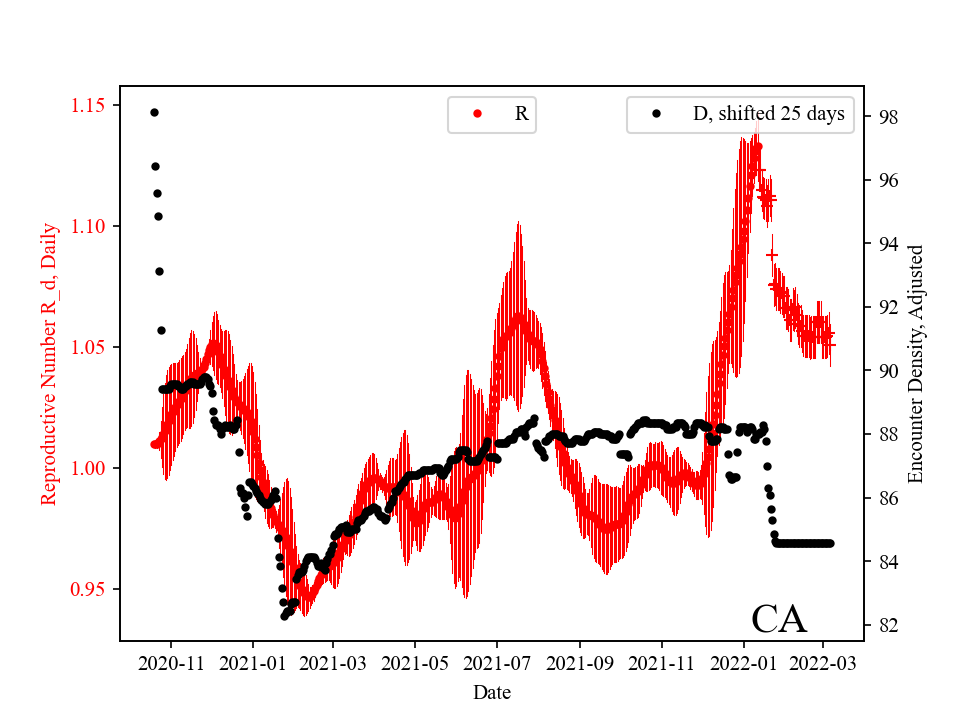 R
D, shifted 25 days
1.15
1.10
1.05
1.00
0.95
Reproductive Number R_d, Daily
98
96
94
92
90
88
86
84
82
Encounter Density, Adjusted
CA
2020-11 2021-01 2021-03 2021-05 2021-07 2021-09 2021-11 2022-01 2022-03
Date